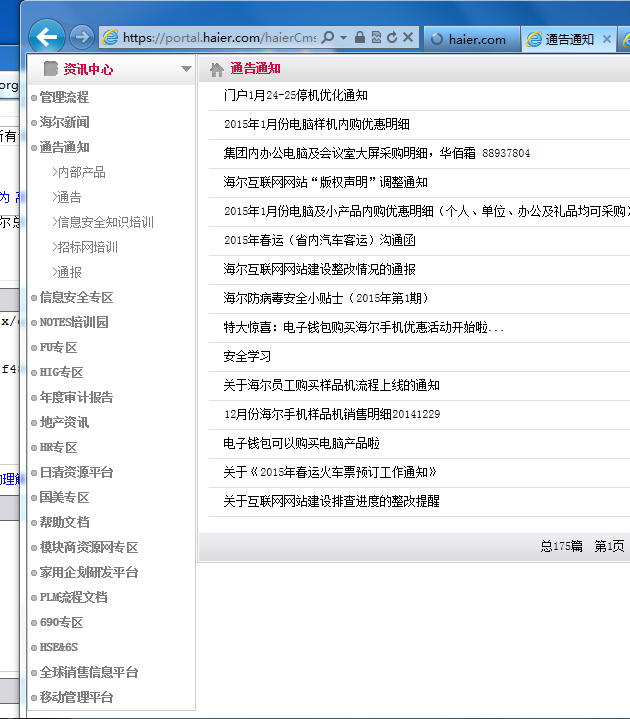 https://portal.haier.com/haierCms
haier.com
通告通知
org
所有
为 高
尔总
x/c
f4
理解
资讯中心
管理流程
海尔新闻
通告通知
内部产品
通告
信息安全知识培训
招标网培训
通报
信息安全专区
NOTES培训园
FU专区
HIG专区
年度审计报告
地产资讯
HR专区
日清资源平台
国美专区
帮助文档
模块商资源网专区
家用企划研发平台
PLM流程文档
690专区
HSE&6S
全球销售信息平台
移动管理平台
通告通知
门户1月24-25停机优化通知
2015年1月份电脑样机内购优惠明细
集团内办公电脑及会议室大屏采购明细，华佰霜 88937804
海尔互联网网站“版权声明”调整通知
2015年1月份电脑及小产品内购优惠明细（个人、单位、办公及礼品均可采购）
2015年春运（省内汽车客运）沟通函
海尔互联网网站建设整改情况的通报
海尔防病毒安全小贴士（2015年第1期）
特大惊喜：电子钱包购买海尔手机优惠活动开始啦...
安全学习
关于海尔员工购买样品机流程上线的通知
12月份海尔手机样品机销售明细20141229
电子钱包可以购买电脑产品啦
关于《2015年春运火车票预订工作通知》
关于互联网网站建设排查进度的整改提醒
总175篇 第1页